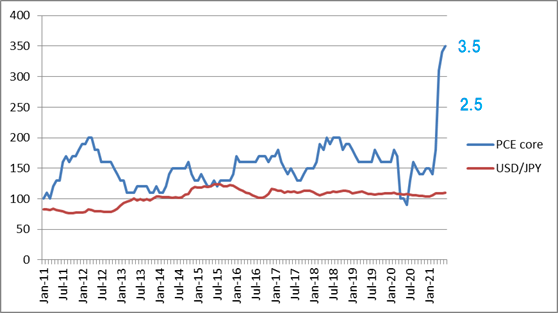 400
350
3.5
300
250
2.5
200
150
PCE core
USD/JPY
100
50
0
Jan-11
Jul-11
Jan-12
Jul-12
Jan-13
Jul-13
Jan-14
Jul-14
Jan-15
Jul-15
Jan-16
Jul-16
Jan-17
Jul-17
Jan-18
Jul-18
Jan-19
Jul-19
Jan-20
Jul-20
Jan-21